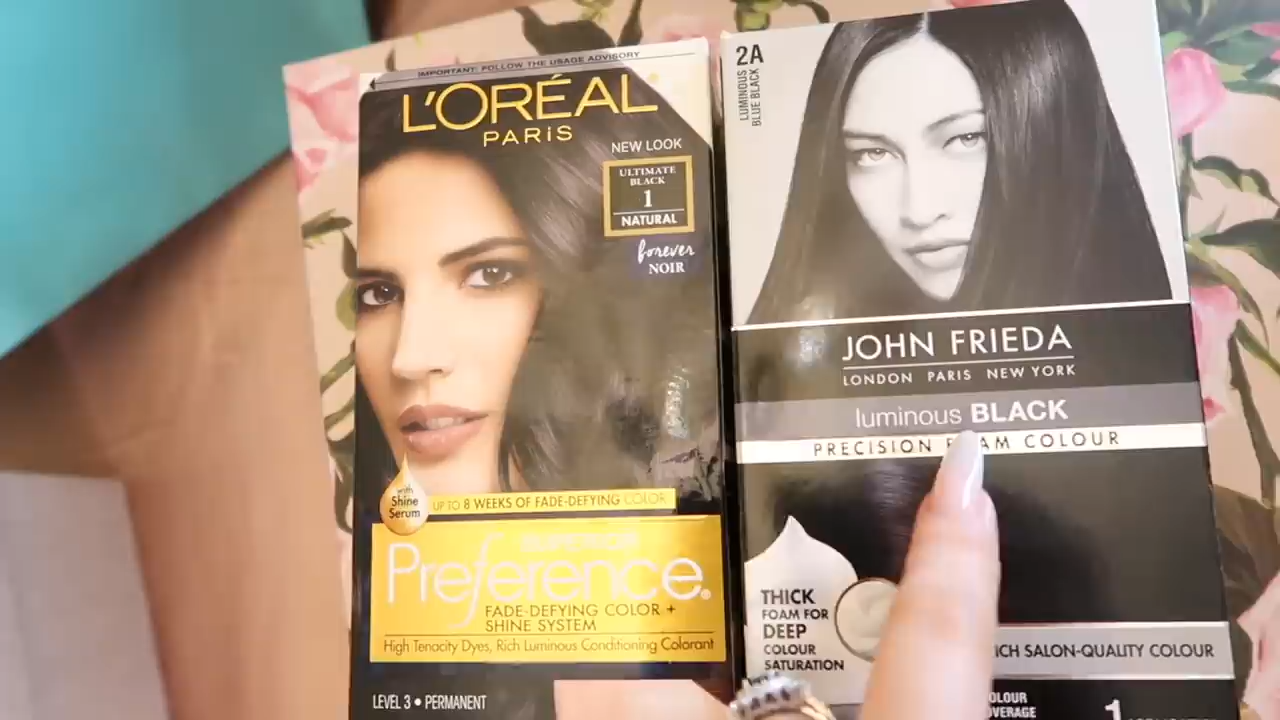 IMPORTANT: FOLLOW THE USAGE ADVISORY
L'ORÉAL
PARIS
NEW LOOK
ULTIMATE
BLACK
1
NATURAL
forever
NOIR
with
Shine
Serum
UP TO 8 WEEKS OF FADE-DEFYING COLOR
SUPERIOR
Preference®
FADE-DEFYING COLOR +
SHINE SYSTEM
High Tenacity Dyes, Rich Luminous Conditioning Colorant
LEVEL 3 • PERMANENT
2A
LUMINOUS
BLUE BLACK
JOHN FRIEDA
LONDON PARIS NEW YORK
luminous BLACK
PRECISION COLOUR
THICK
FOAM FOR
DEEP
COLOUR
SATURATION
SALON-QUALITY COLOUR
1